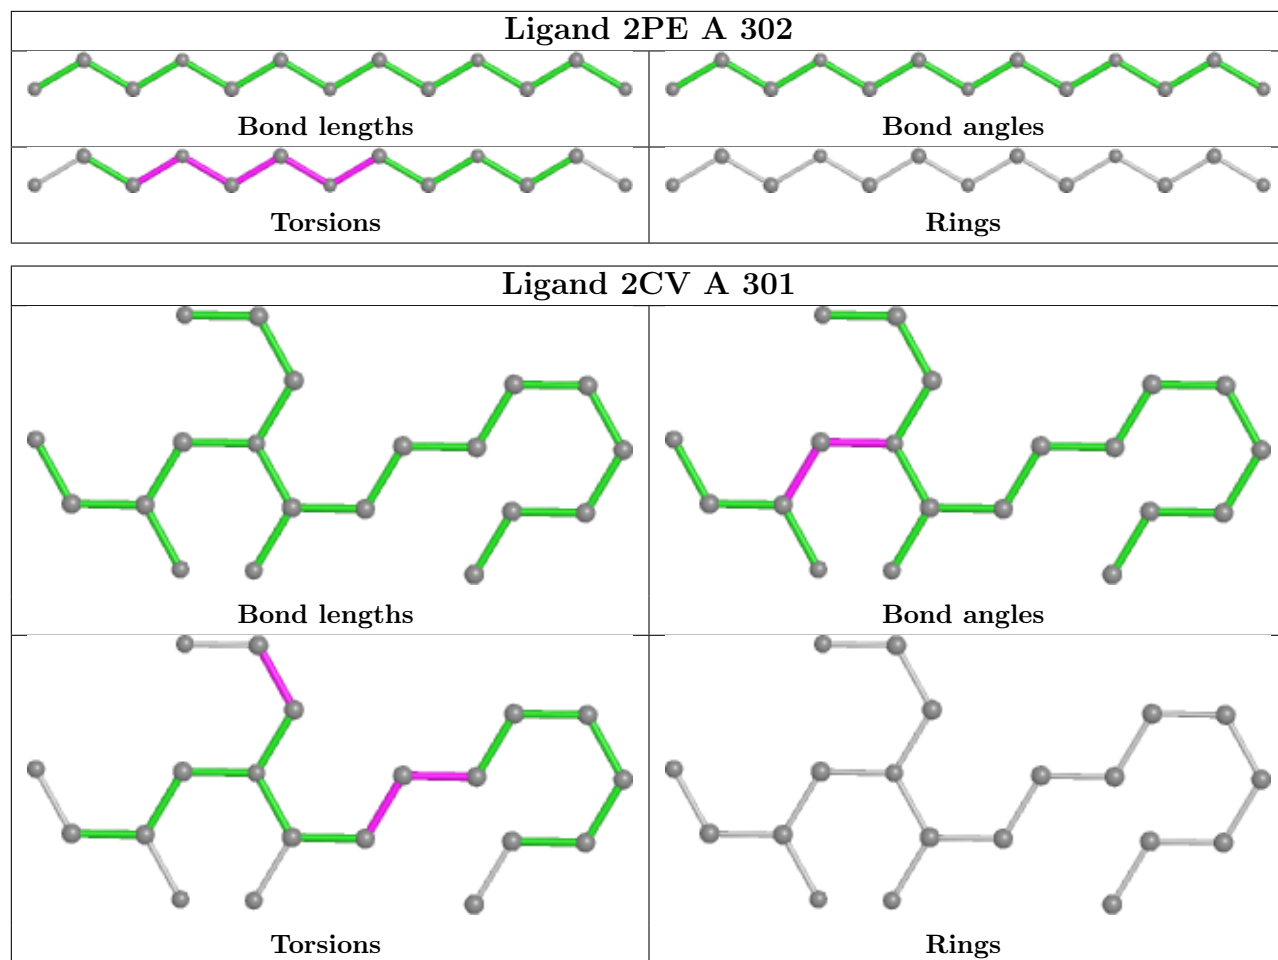 Ligand 2PE A 302
Bond lengths
Bond angles
Torsions
Rings
Ligand 2CV A 301
Bond lengths
Bond angles
Torsions
Rings